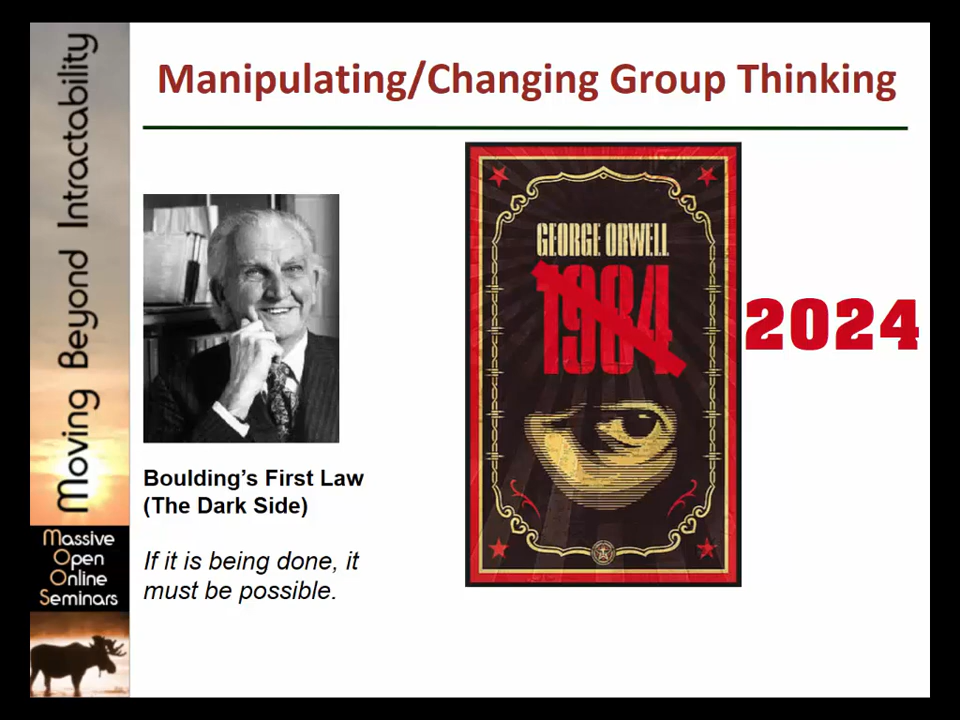 Manipulating/Changing Group Thinking
Moving Beyond Intractability
Massive
Open
Online
Seminars
GEORGE ORWELL
1984
2024
Boulding's First Law
(The Dark Side)
If it is being done, it
must be possible.